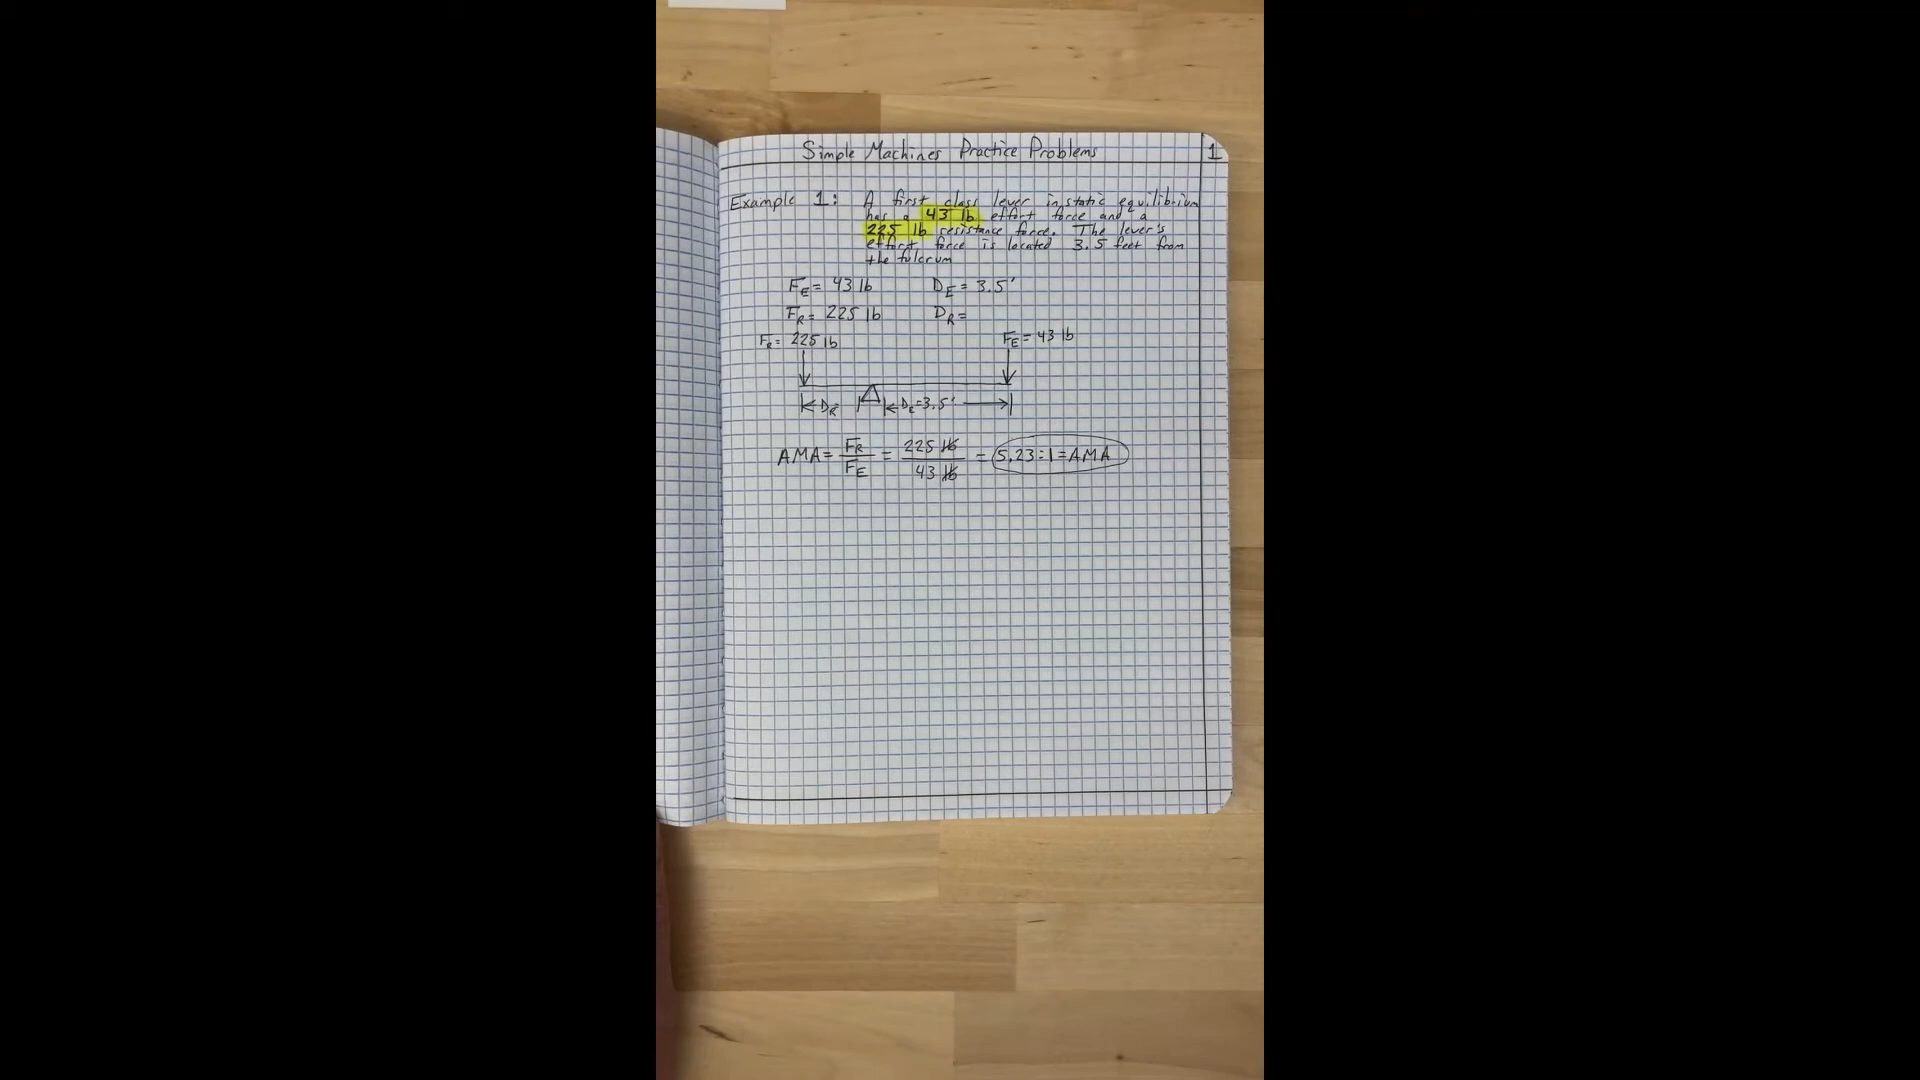 Simple Machines Practice Problems 1
Example 1: A first class lever in static equilibrium
has a 43 lb effort force and a
225 lb resistance force. The lever's
effort force is located 3.5 feet from
the fulcrum
FE = 43 lb DE = 3.5'
FR = 225 lb DR =
FR = 225 lb FE = 43 lb
DR= DE=3.5'
AMA = FR/FE = 225 lb/43 lb = 5.23:1 = AMA